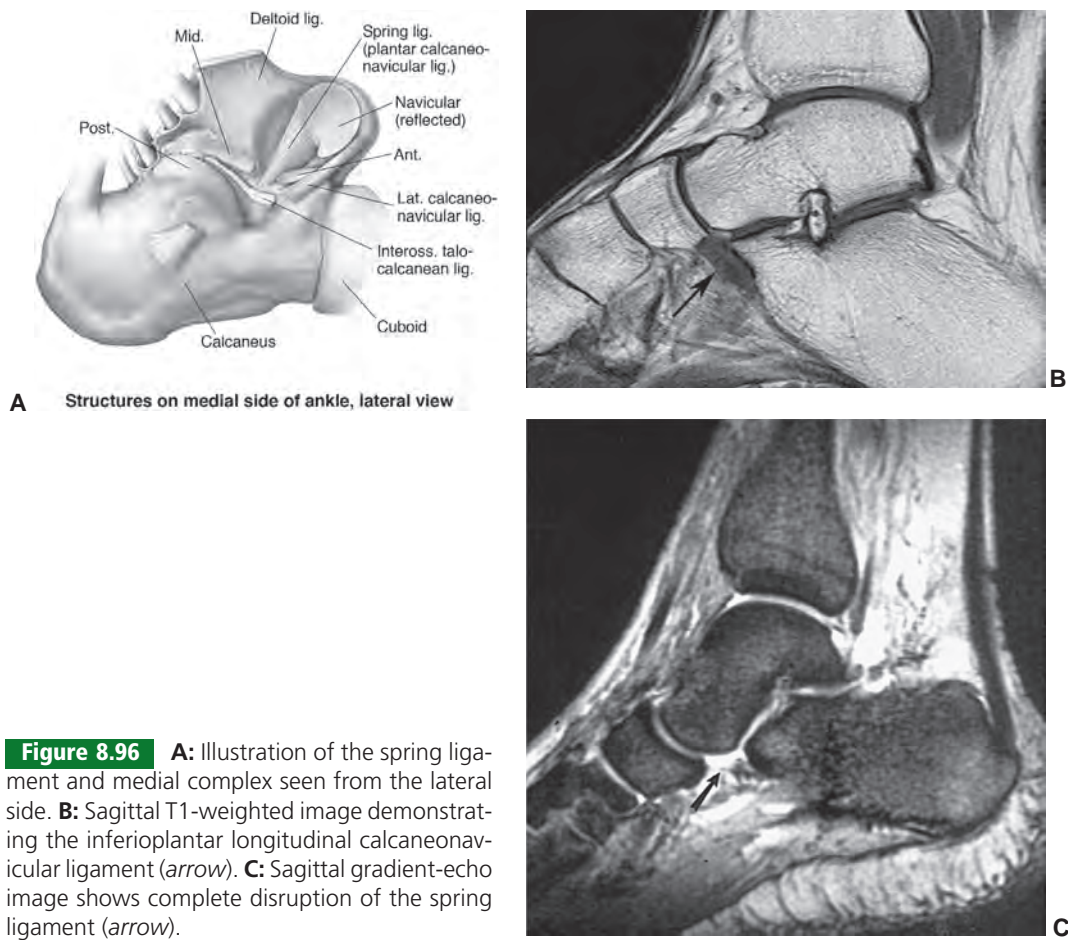 Deltoid lig.
Mid.
Spring lig.
(plantar calcaneo-
navicular lig.)
Navicular
(reflected)
Post.
Ant.
Lat. calcaneo-
navicular lig.
Inteross. talo-
calcanean lig.
Cuboid
Calcaneus
A Structures on medial side of ankle, lateral view
B
C
Figure 8.96 A: Illustration of the spring liga-
ment and medial complex seen from the lateral
side. B: Sagittal T1-weighted image demonstrat-
ing the inferioplantar longitudinal calcaneonav-
icular ligament (arrow). C: Sagittal gradient-echo
image shows complete disruption of the spring
ligament (arrow).